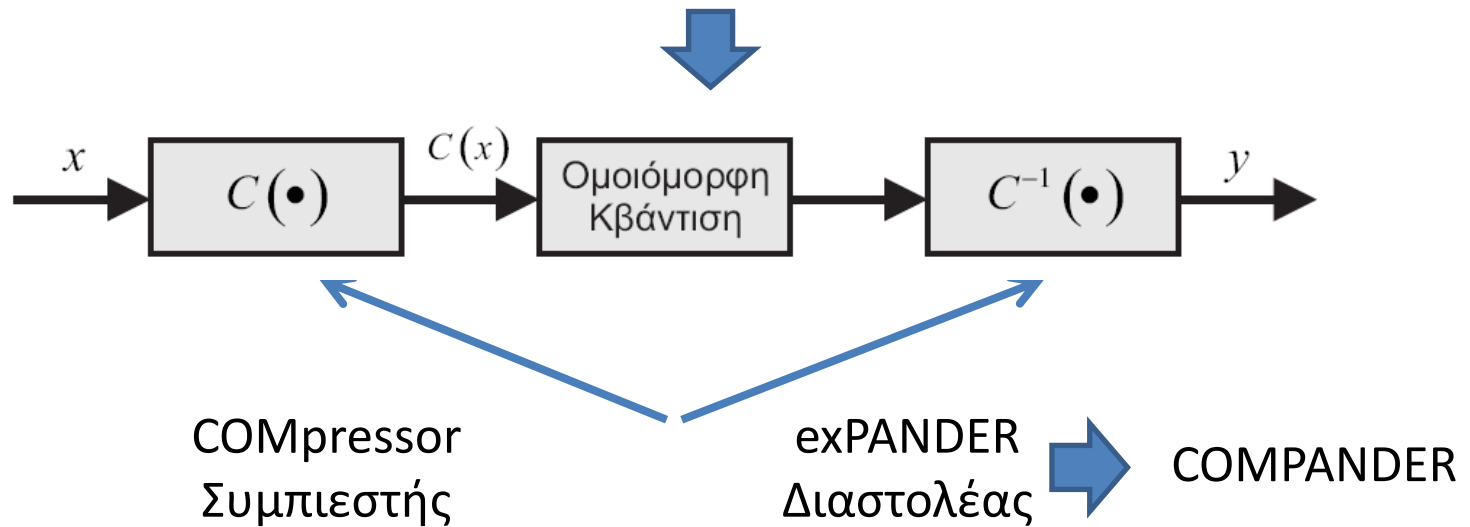 x
C(•)
C(x)
Ομοιόμορφη
Κβάντιση
C⁻¹(•)
y
COMpressor
Συμπιεστής
exPANDER
Διαστολέας
COMPANDER